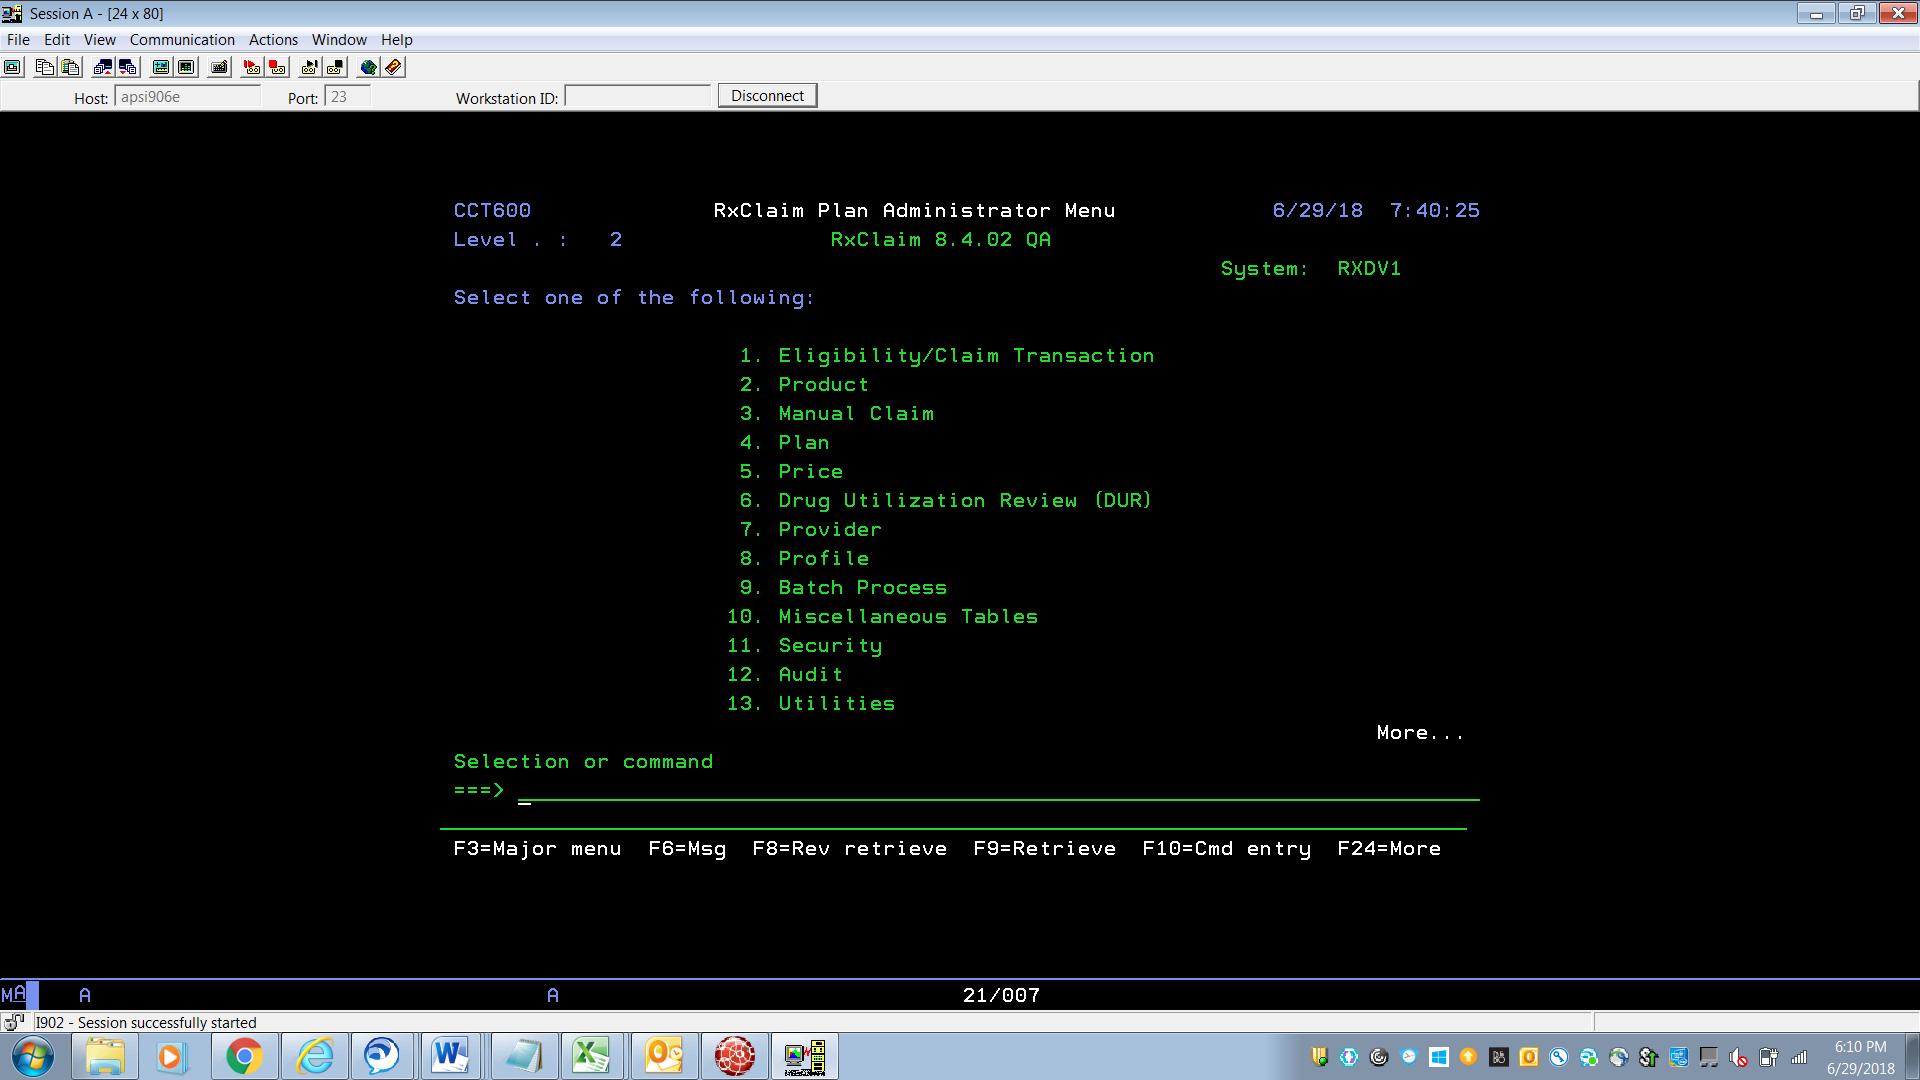 Session A - [24 x 80]
File Edit View Communication Actions Window Help
Host: apsi906e Port: 23 Workstation ID: Disconnect
CCT600 RxClaim Plan Administrator Menu 6/29/18 7:40:25
Level . : 2 RxClaim 8.4.02 QA
System: RXDV1
Select one of the following:
1. Eligibility/Claim Transaction
2. Product
3. Manual Claim
4. Plan
5. Price
6. Drug Utilization Review (DUR)
7. Provider
8. Profile
9. Batch Process
10. Miscellaneous Tables
11. Security
12. Audit
13. Utilities
More...
Selection or command
===> _
F3=Major menu F6=Msg F8=Rev retrieve F9=Retrieve F10=Cmd entry F24=More
MA A A 21/007
I902 - Session successfully started
6:10 PM
6/29/2018